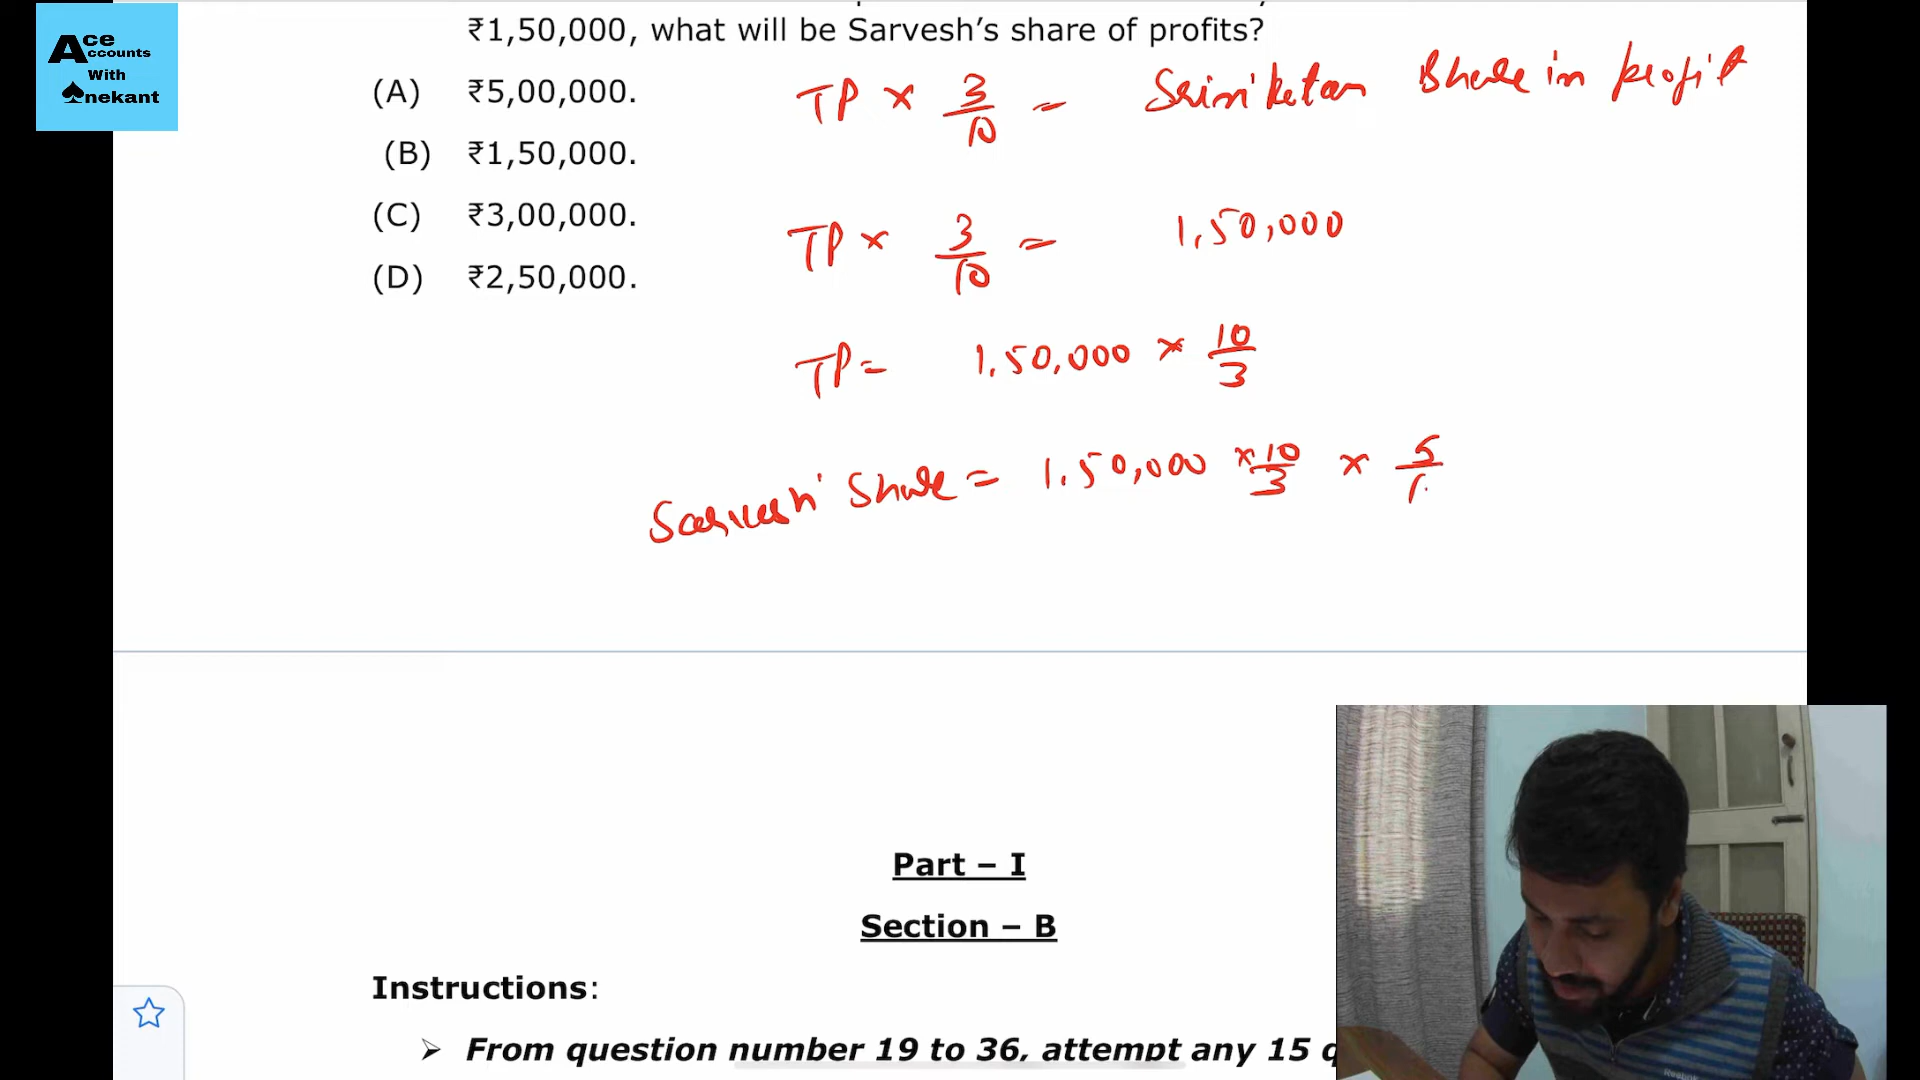 Ace
Accounts
With
Anekant
₹1,50,000, what will be Sarvesh’s share of profits?
(A) ₹5,00,000.
(B) ₹1,50,000.
(C) ₹3,00,000.
(D) ₹2,50,000.
TP × 3/10 = Sriniketan Share in profit
TP × 3/10 = 1,50,000
TP = 1,50,000 × 10/3
Sarvesh' Share = 1,50,000 × 10/3 × 5/1
Part – I
Section – B
Instructions:
➢ From question number 19 to 36, attempt any 15
Reebok